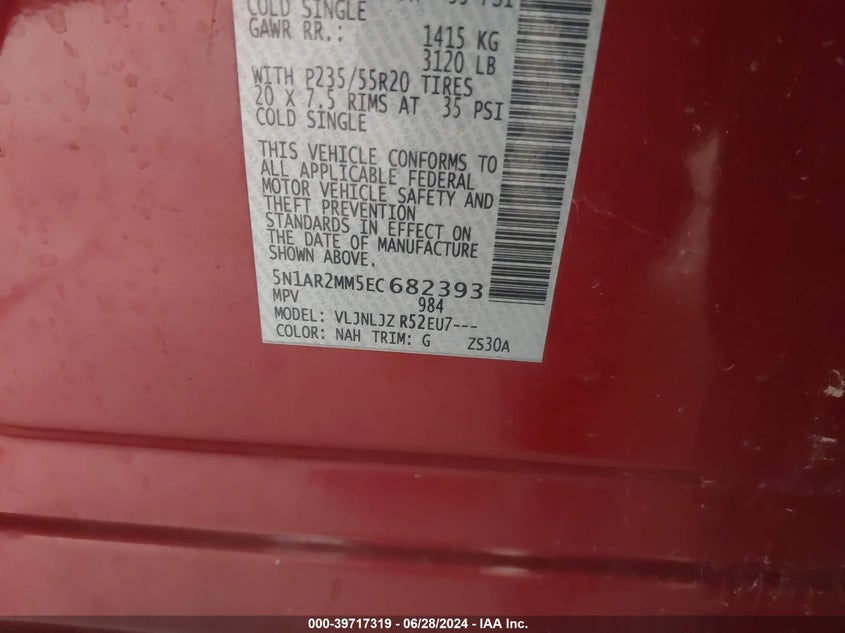 COLD SINGLE
GAWR RR.: 1415 KG
3120 LB
WITH P235/55R20 TIRES
20 X 7.5 RIMS AT 35 PSI
COLD SINGLE
THIS VEHICLE CONFORMS TO
ALL APPLICABLE FEDERAL
MOTOR VEHICLE SAFETY AND
THEFT PREVENTION
STANDARDS IN EFFECT ON
THE DATE OF MANUFACTURE
SHOWN ABOVE.
5N1AR2MM5EC682393
MPV 984
MODEL: VLJNLJZ R52EU7---
COLOR: NAH TRIM: G ZS30A
000-39717319 - 06/28/2024 - IAA Inc.